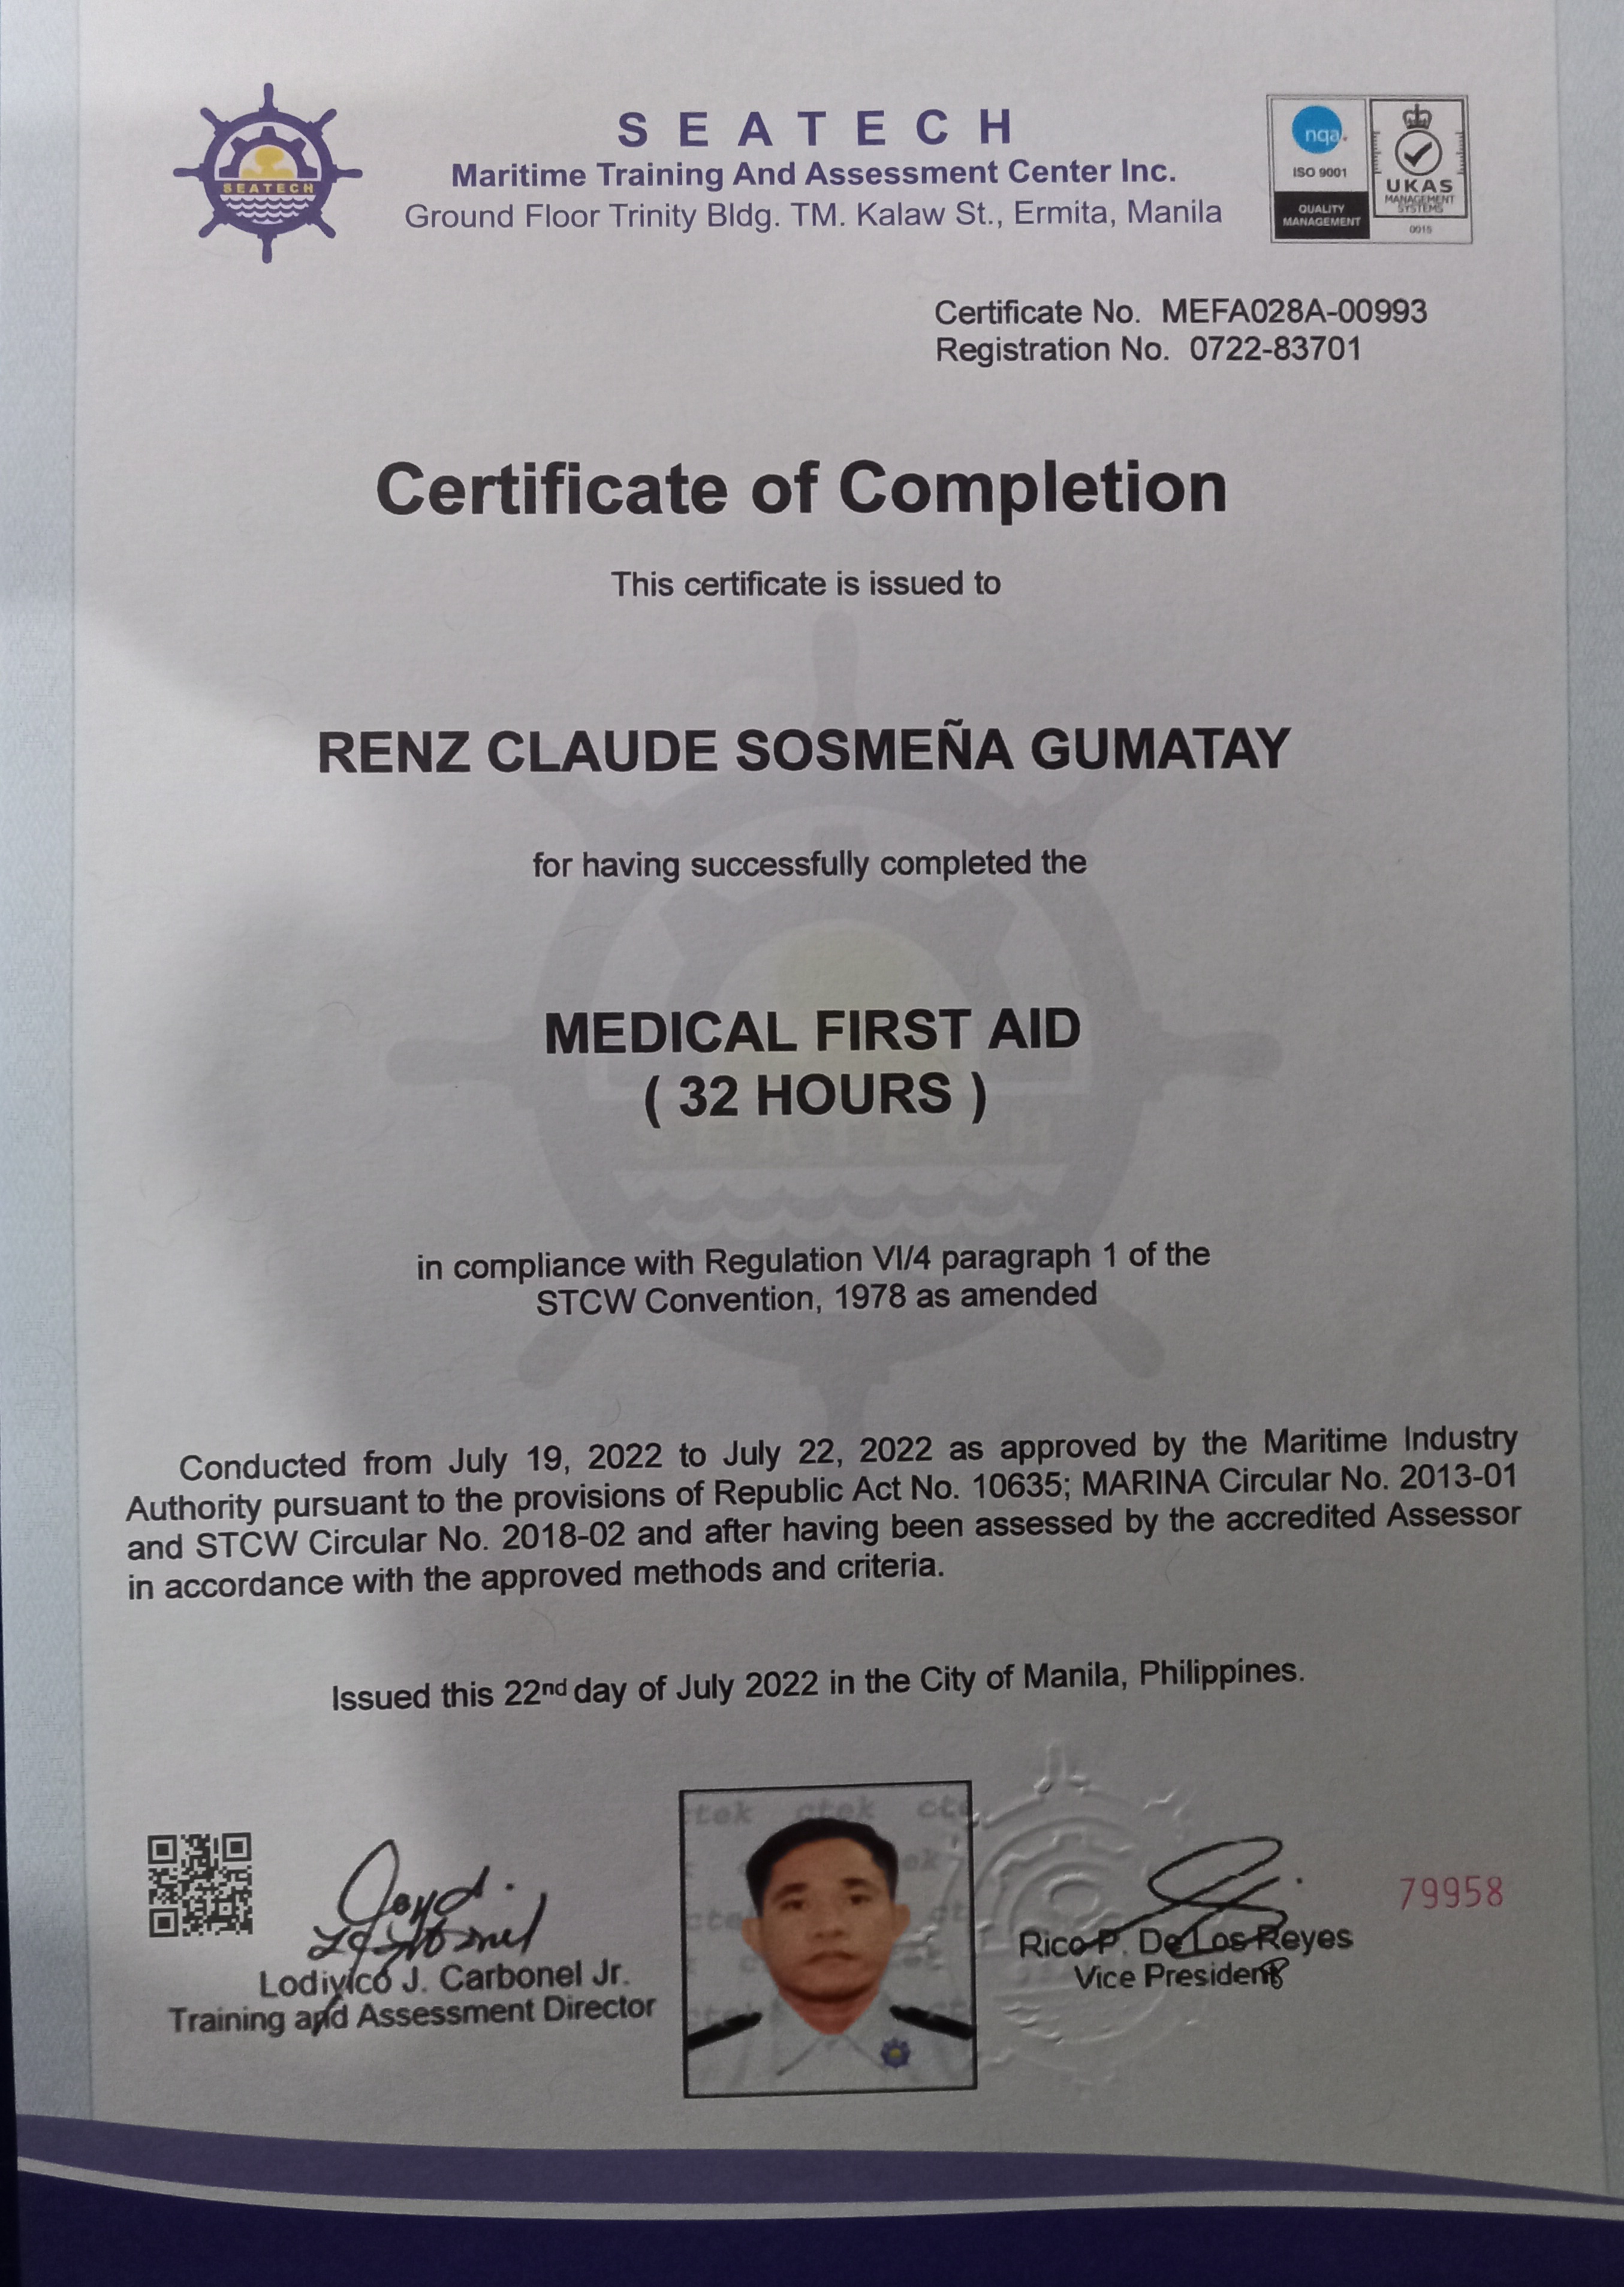 SEATECH
SEATECH
Maritime Training And Assessment Center Inc.
Ground Floor Trinity Bldg. TM. Kalaw St., Ermita, Manila
nqa.
ISO 9001
QUALITY
MANAGEMENT
UKAS
MANAGEMENT
SYSTEMS
0015
Certificate No. MEFA028A-00993
Registration No. 0722-83701
Certificate of Completion
This certificate is issued to
RENZ CLAUDE SOSMEÑA GUMATAY
for having successfully completed the
MEDICAL FIRST AID
( 32 HOURS )
SEATECH
in compliance with Regulation VI/4 paragraph 1 of the
STCW Convention, 1978 as amended
Conducted from July 19, 2022 to July 22, 2022 as approved by the Maritime Industry
Authority pursuant to the provisions of Republic Act No. 10635; MARINA Circular No. 2013-01
and STCW Circular No. 2018-02 and after having been assessed by the accredited Assessor
in accordance with the approved methods and criteria.
Issued this 22nd day of July 2022 in the City of Manila, Philippines.
ctek ctek
Lodivico J. Carbonel Jr.
Training and Assessment Director
Rico P. De Los Reyes
Vice President
79958